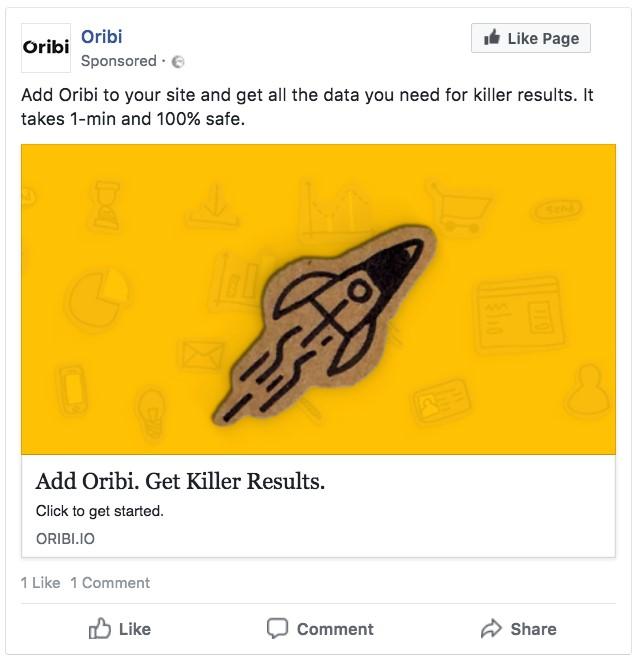 Oribi
Oribi
Like Page
Sponsored ·
Add Oribi to your site and get all the data you need for killer results. It
takes 1-min and 100% safe.
Send
Add Oribi. Get Killer Results.
Click to get started.
ORIBI.IO
1 Like 1 Comment
Like Comment Share